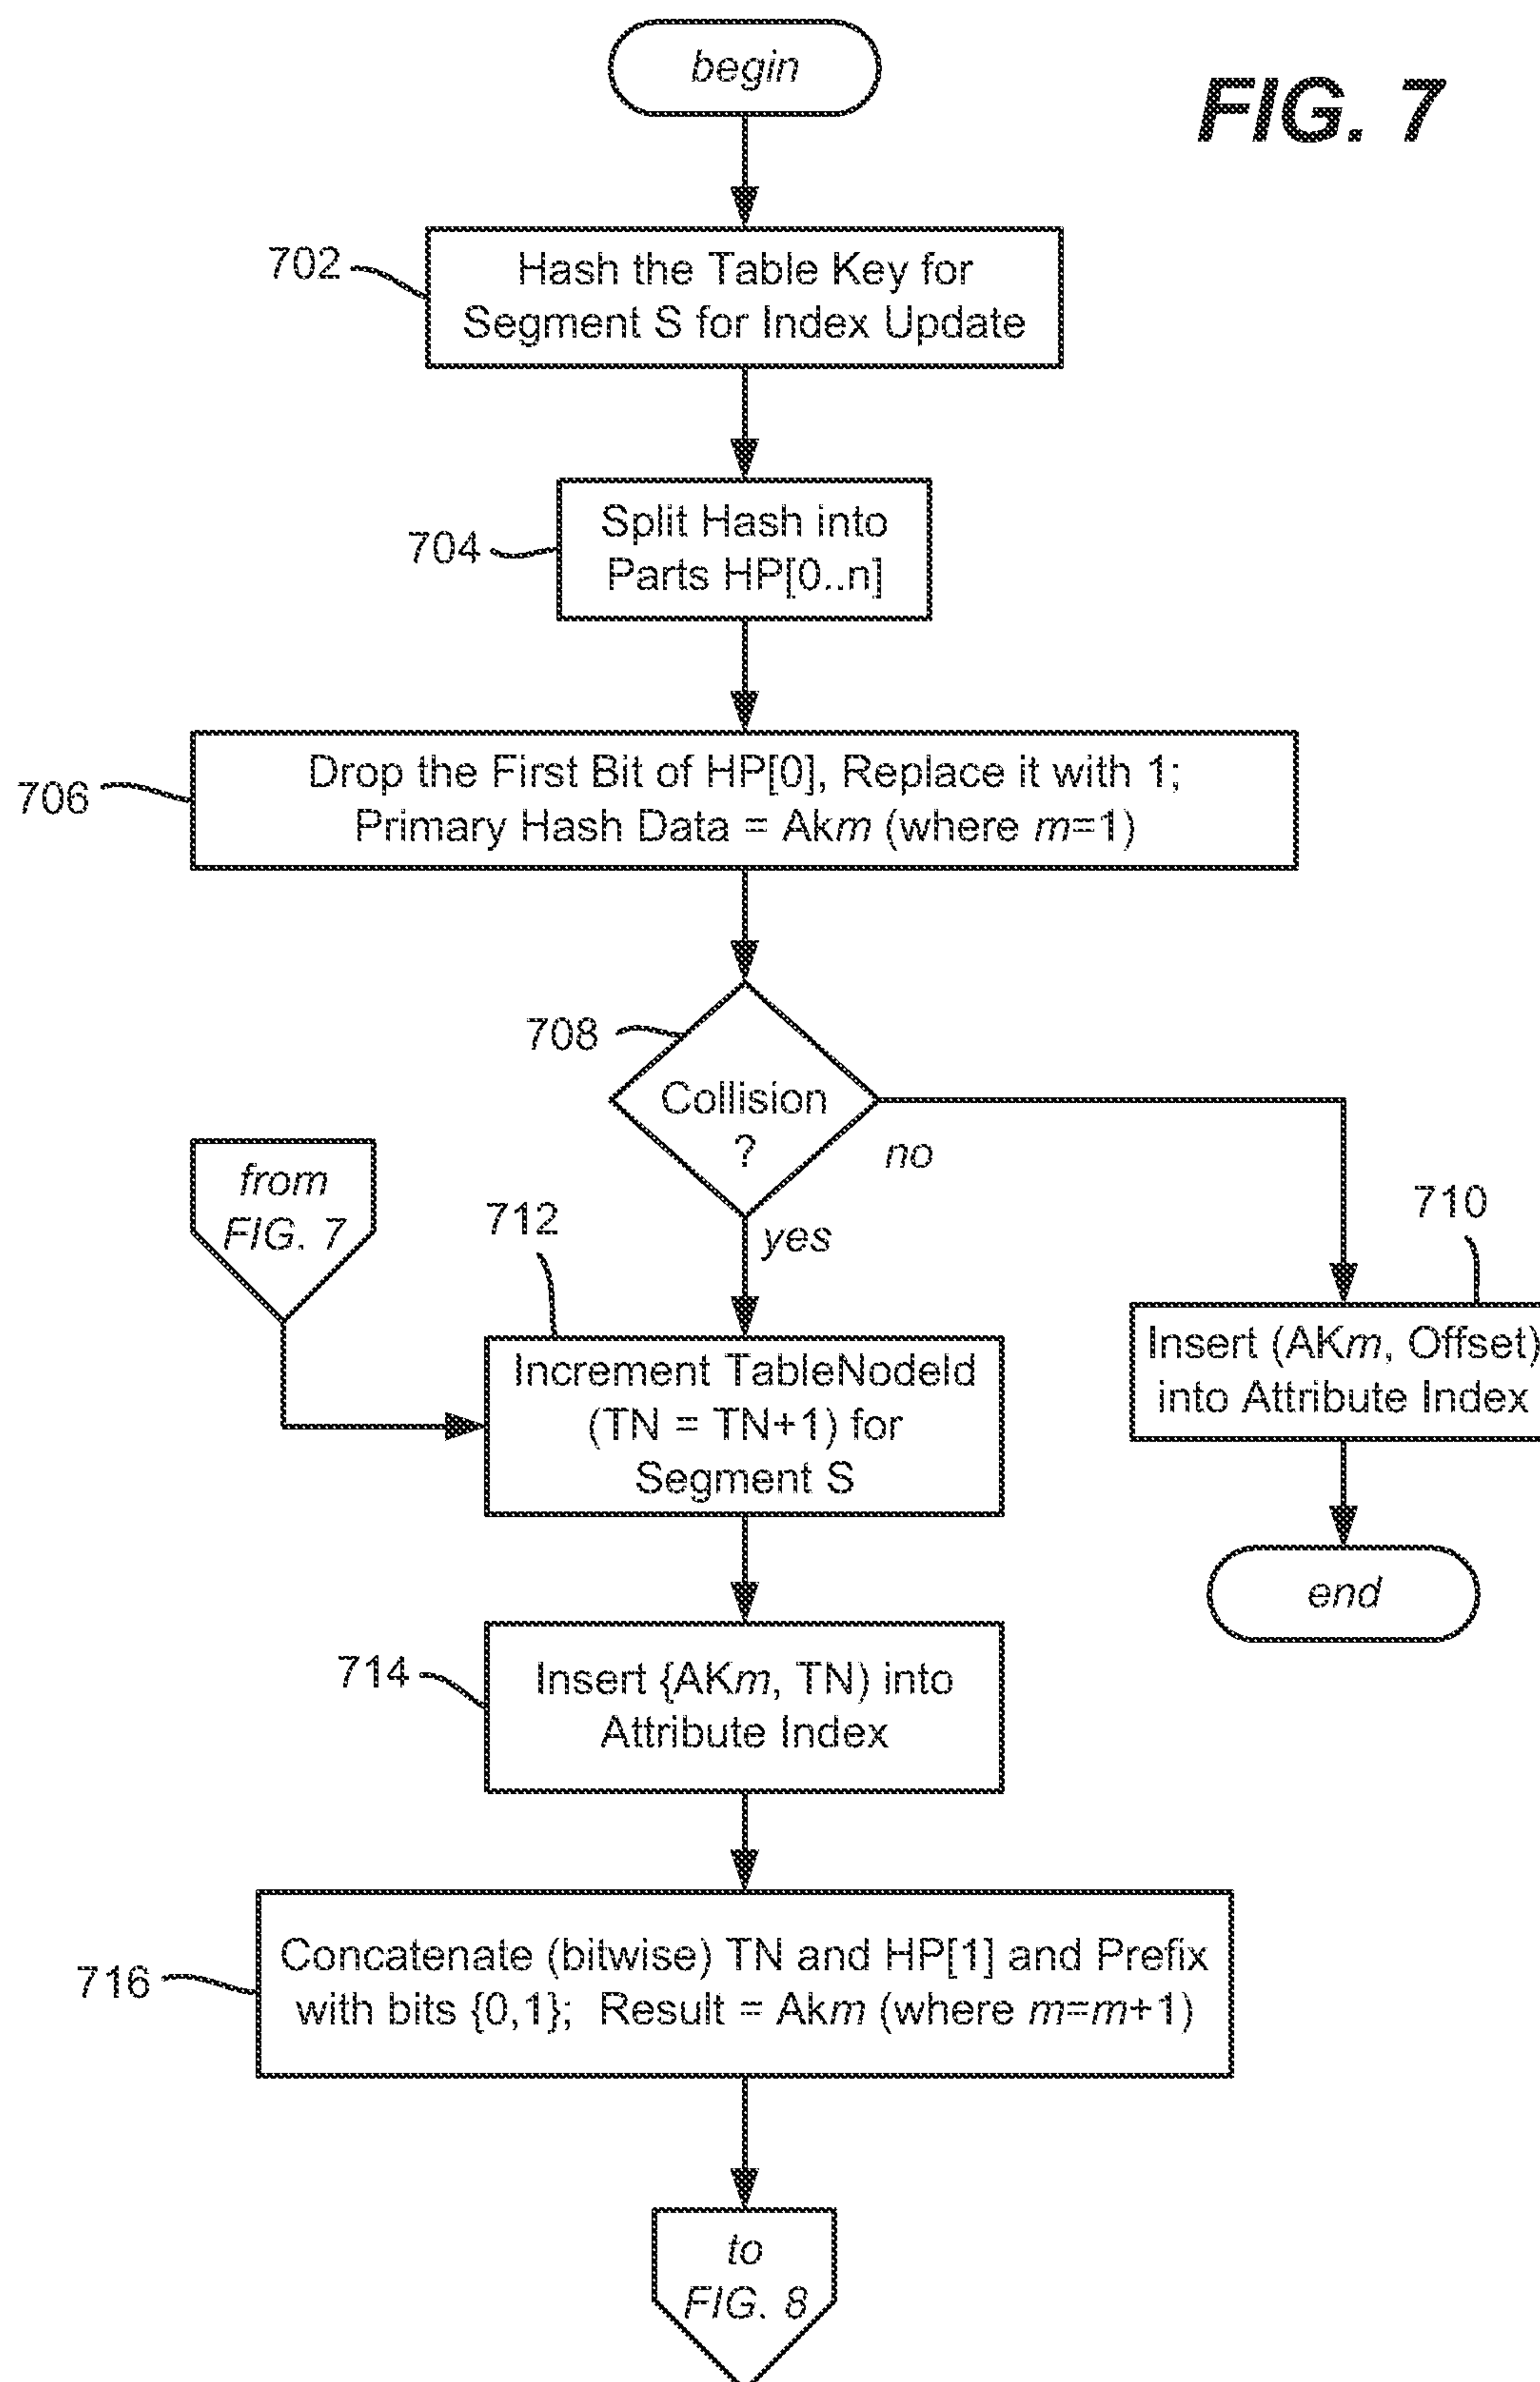 begin
FIG. 7
702
Hash the Table Key for
Segment S for Index Update
704
Split Hash into
Parts HP[0..n]
706
Drop the First Bit of HP[0], Replace it with 1;
Primary Hash Data = Akm (where m=1)
708
Collision
?
no
yes
from
FIG. 7
712
710
Increment TableNodeId
(TN = TN+1) for
Segment S
Insert (AKm, Offset)
into Attribute Index
end
714
Insert {AKm, TN) into
Attribute Index
716
Concatenate (bitwise) TN and HP[1] and Prefix
with bits {0,1}; Result = Akm (where m=m+1)
to
FIG. 8